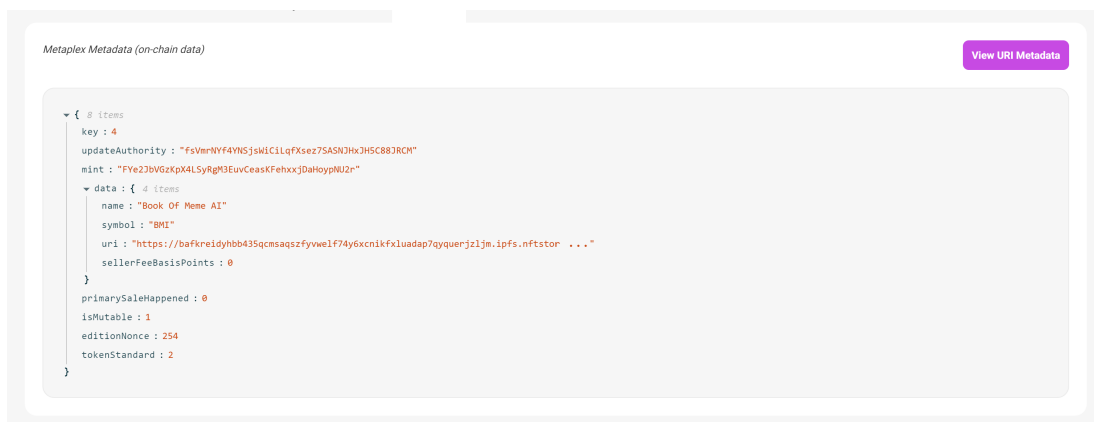 Metaplex Metadata (on-chain data)
View URI Metadata
{ 8 items
key : 4
updateAuthority : "fsVmrNYf4YNSjsWiCiLqfXsez7SASNJHxJH5C88JRCM"
mint : "FYe2JbVGzKpX4LSyRgM3EuvCeasKFehxxjDaHoypNU2r"
data : { 4 items
name : "Book Of Meme AI"
symbol : "BMI"
uri : "https://bafkreidyhbb435qcmsaqszfyvwelf74y6xcnikfxluadap7qyquerjzljm.ipfs.nftstor ..."
sellerFeeBasisPoints : 0
}
primarySaleHappened : 0
isMutable : 1
editionNonce : 254
tokenStandard : 2
}